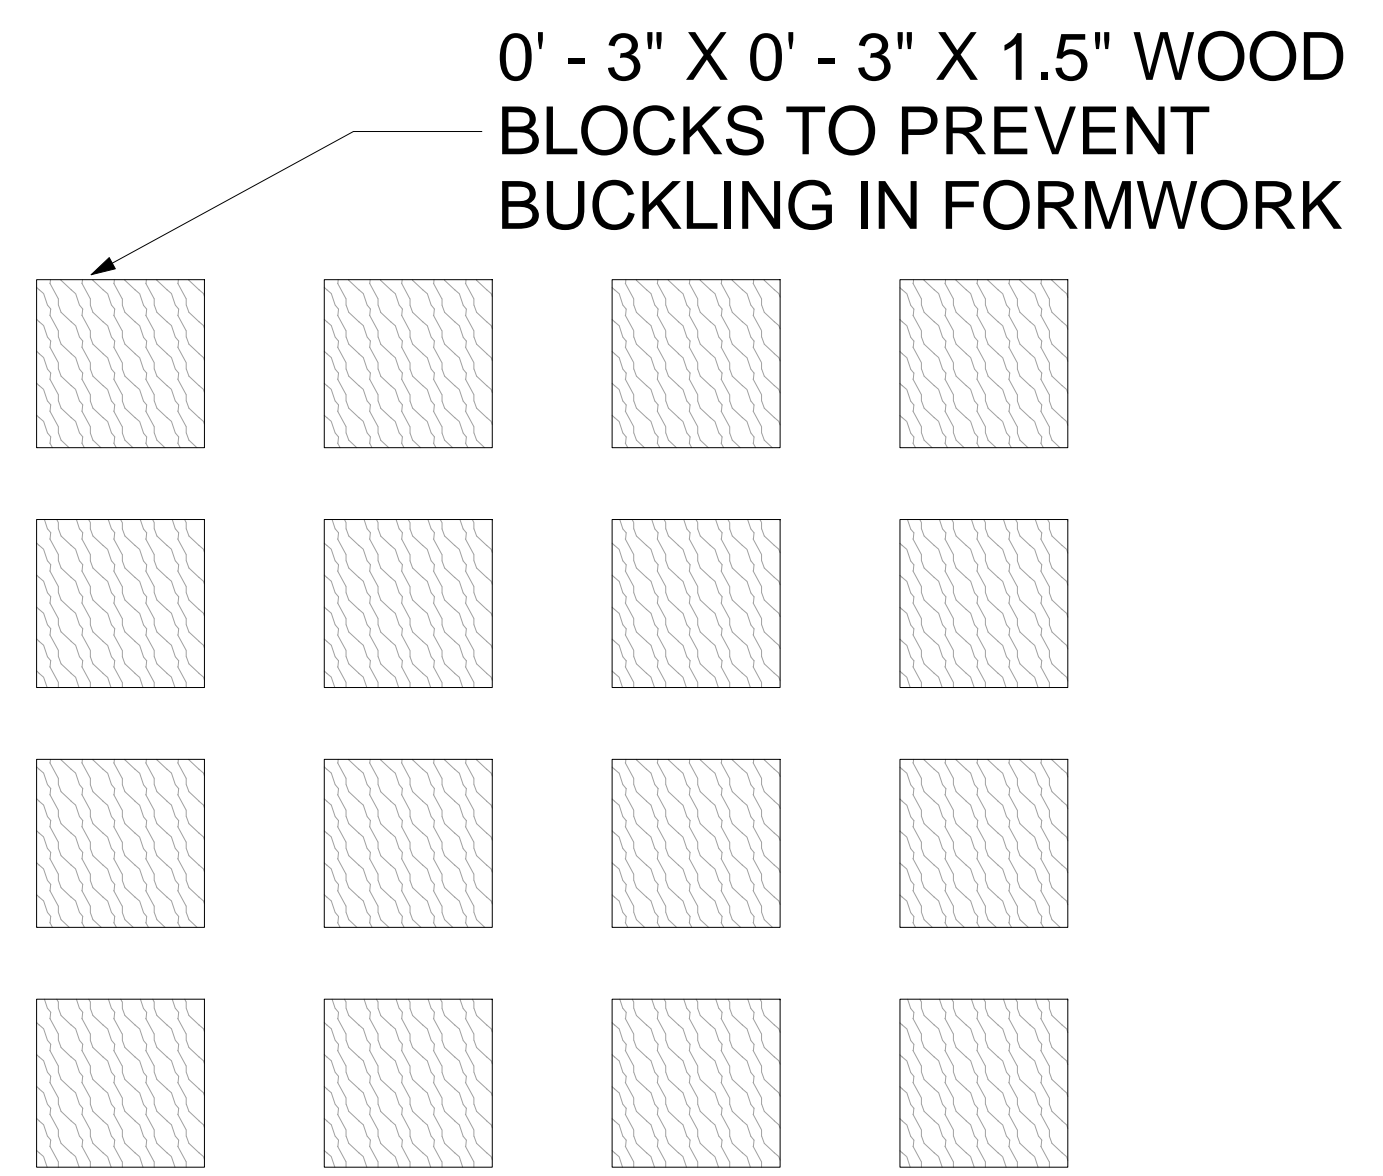 0' - 3" X 0' - 3" X 1.5" WOOD
BLOCKS TO PREVENT
BUCKLING IN FORMWORK